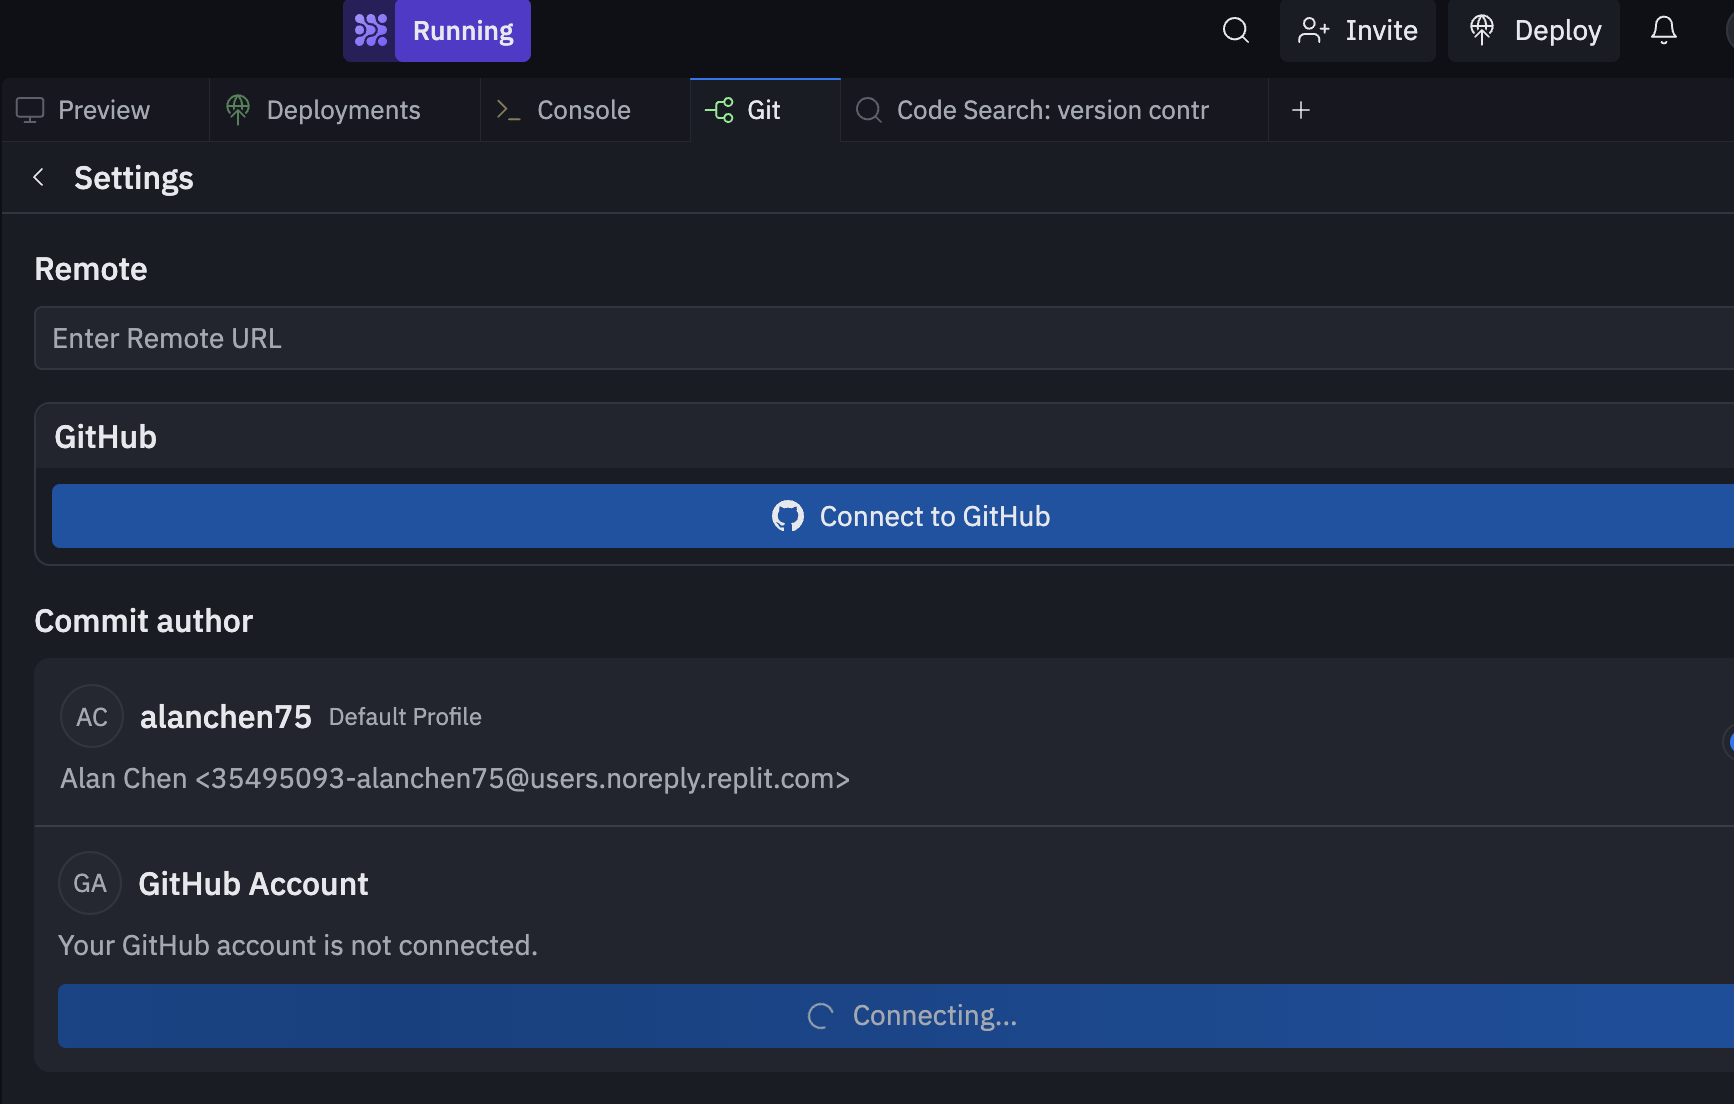 Running
Invite
Deploy
Preview
Deployments
Console
Git
Code Search: version contr
Settings
Remote
Enter Remote URL
GitHub
Connect to GitHub
Commit author
AC
alanchen75 Default Profile
Alan Chen <35495093-alanchen75@users.noreply.replit.com>
GA
GitHub Account
Your GitHub account is not connected.
Connecting...